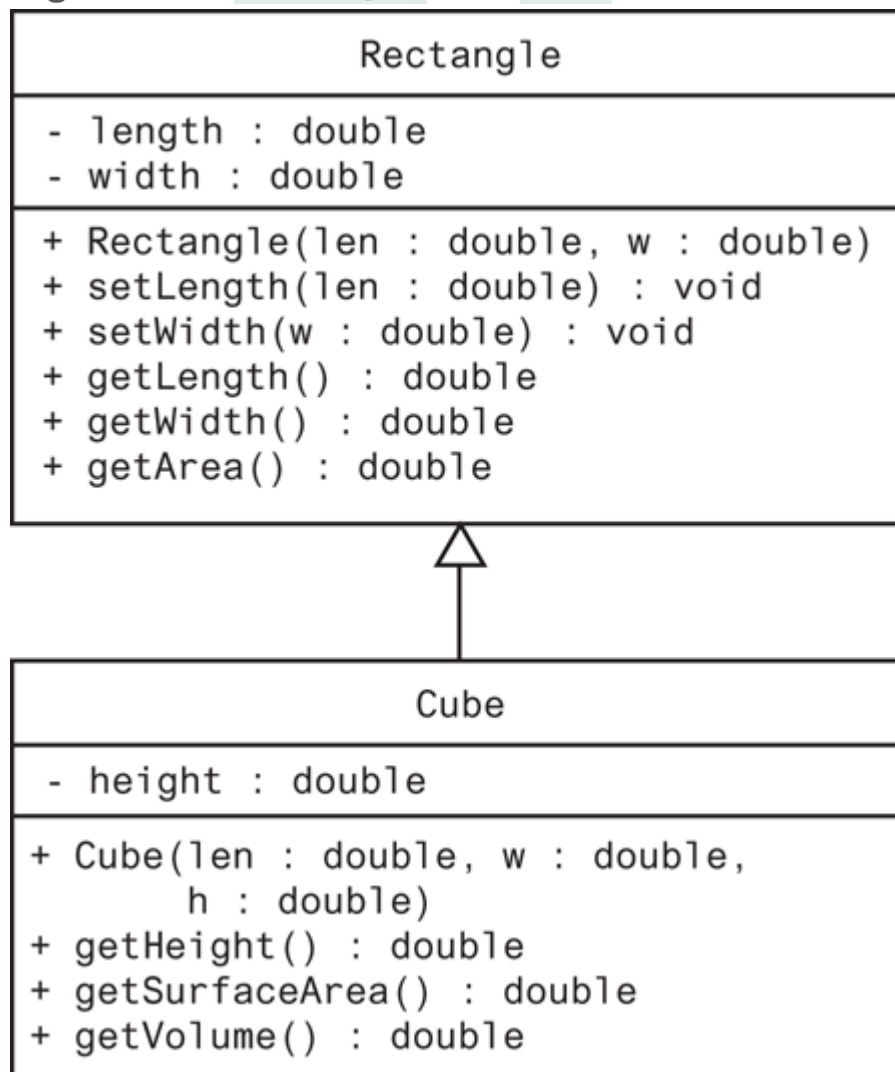 Rectangle
- length : double
- width : double
+ Rectangle(len : double, w : double)
+ setLength(len : double) : void
+ setWidth(w : double) : void
+ getLength() : double
+ getWidth() : double
+ getArea() : double
Cube
- height : double
+ Cube(len : double, w : double,
h : double)
+ getHeight() : double
+ getSurfaceArea() : double
+ getVolume() : double